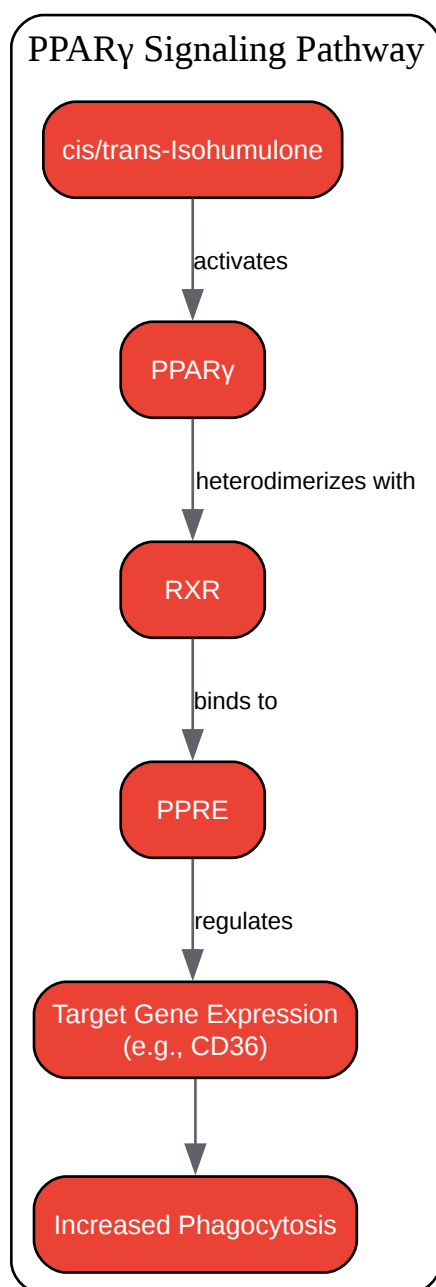 PPARγ Signaling Pathway
cis/trans-Isohumulone
activates
PPARγ
heterodimerizes with
RXR
binds to
PPRE
regulates
Target Gene Expression
(e.g., CD36)
Increased Phagocytosis